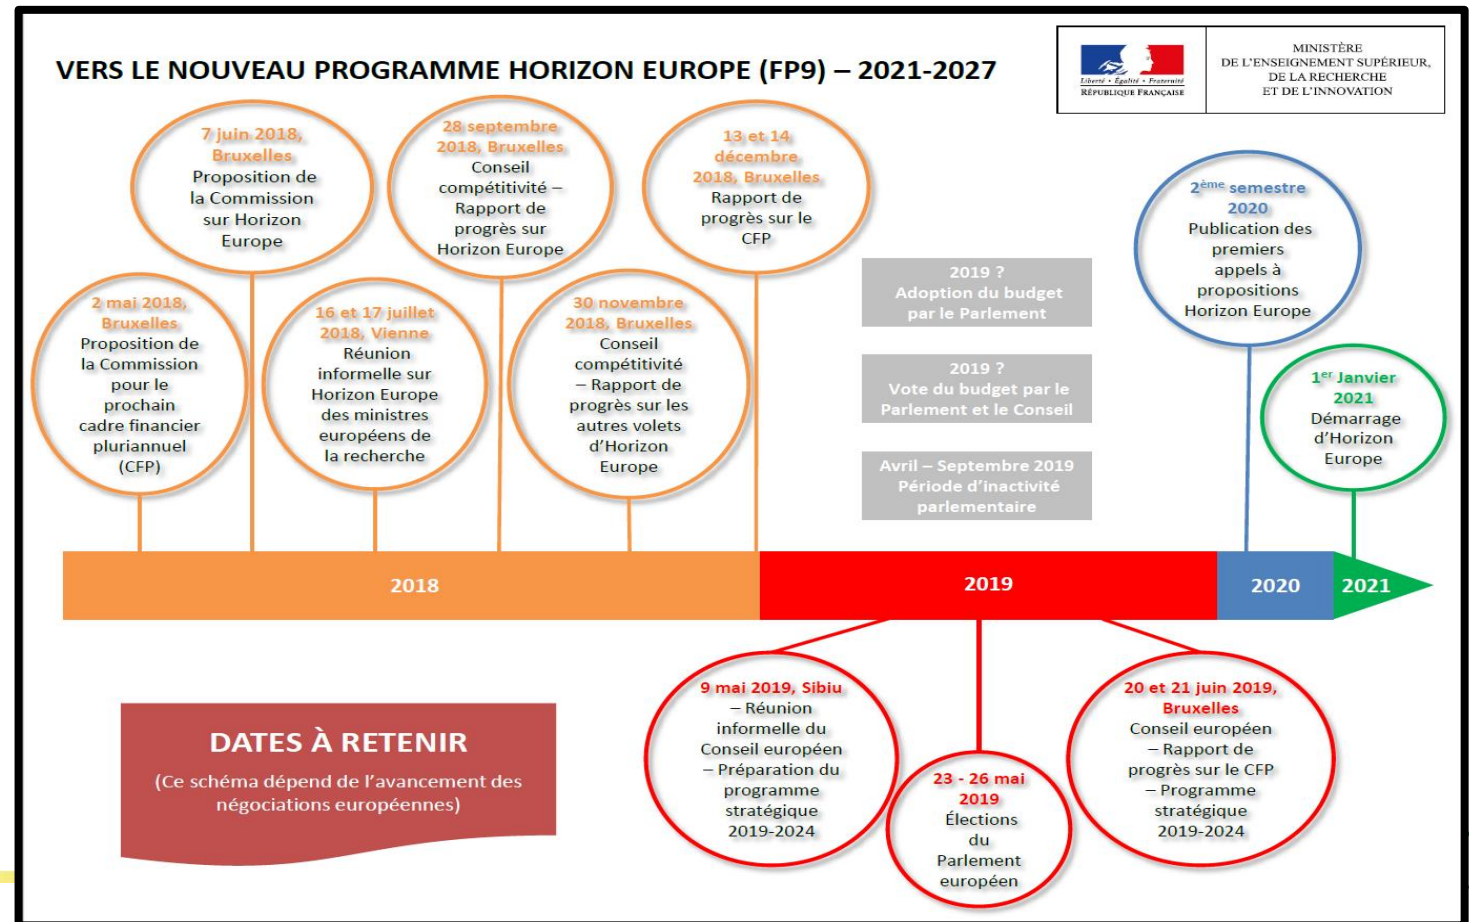 VERS LE NOUVEAU PROGRAMME HORIZON EUROPE (FP9) – 2021-2027
Liberté • Égalité • Fraternité
RÉPUBLIQUE FRANÇAISE
MINISTÈRE
DE L'ENSEIGNEMENT SUPÉRIEUR,
DE LA RECHERCHE
ET DE L'INNOVATION
2 mai 2018,
Bruxelles
Proposition de
la Commission
pour le
prochain
cadre financier
pluriannuel
(CFP)
7 juin 2018,
Bruxelles
Proposition de
la Commission
sur Horizon
Europe
16 et 17 juillet
2018, Vienne
Réunion
informelle sur
Horizon Europe
des ministres
européens de
la recherche
28 septembre
2018, Bruxelles
Conseil
compétitivité –
Rapport de
progrès sur
Horizon Europe
30 novembre
2018, Bruxelles
Conseil
compétitivité
– Rapport de
progrès sur les
autres volets
d'Horizon
Europe
13 et 14
décembre
2018, Bruxelles
Rapport de
progrès sur le
CFP
2019 ?
Adoption du budget
par le Parlement
2019 ?
Vote du budget par le
Parlement et le Conseil
Avril – Septembre 2019
Période d'inactivité
parlementaire
2ème semestre
2020
Publication des
premiers
appels à
propositions
Horizon Europe
1er Janvier
2021
Démarrage
d'Horizon
Europe
2018
2019
2020
2021
DATES À RETENIR
(Ce schéma dépend de l'avancement des
négociations européennes)
9 mai 2019, Sibiu
– Réunion
informelle du
Conseil européen
– Préparation du
programme
stratégique
2019-2024
23 - 26 mai
2019
Élections
du
Parlement
européen
20 et 21 juin 2019,
Bruxelles
Conseil européen
– Rapport de
progrès sur le CFP
– Programme
stratégique
2019-2024